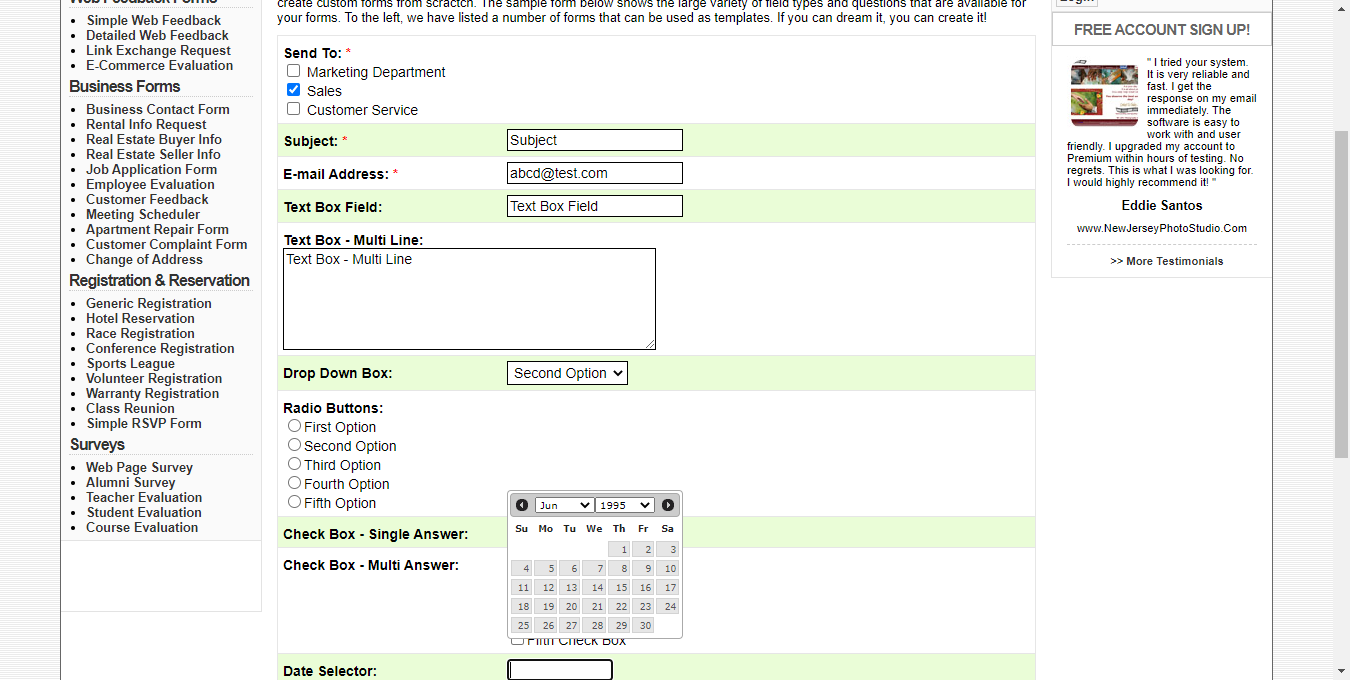 Web Feedback Forms
Simple Web Feedback
Detailed Web Feedback
Link Exchange Request
E-Commerce Evaluation
Business Forms
Business Contact Form
Rental Info Request
Real Estate Buyer Info
Real Estate Seller Info
Job Application Form
Employee Evaluation
Customer Feedback
Meeting Scheduler
Apartment Repair Form
Customer Complaint Form
Change of Address
Registration & Reservation
Generic Registration
Hotel Reservation
Race Registration
Conference Registration
Sports League
Volunteer Registration
Warranty Registration
Class Reunion
Simple RSVP Form
Surveys
Web Page Survey
Alumni Survey
Teacher Evaluation
Student Evaluation
Course Evaluation
create custom forms from scractch. The sample form below shows the large variety of field types and questions that are available for
your forms. To the left, we have listed a number of forms that can be used as templates. If you can dream it, you can create it!
Send To: *
Marketing Department
Sales
Customer Service
Subject: * Subject
E-mail Address: * abcd@test.com
Text Box Field: Text Box Field
Text Box - Multi Line:
Text Box - Multi Line
Drop Down Box: Second Option
Radio Buttons:
First Option
Second Option
Third Option
Fourth Option
Fifth Option
Check Box - Single Answer:
Check Box - Multi Answer:
Jun 1995
Su Mo Tu We Th Fr Sa
1 2 3
4 5 6 7 8 9 10
11 12 13 14 15 16 17
18 19 20 21 22 23 24
25 26 27 28 29 30
Fifth Check Box
Date Selector:
Login
FREE ACCOUNT SIGN UP!
" I tried your system.
It is very reliable and
fast. I get the
response on my email
immediately. The
software is easy to
work with and user
friendly. I upgraded my account to
Premium within hours of testing. No
regrets. This is what I was looking for.
I would highly recommend it! "
Eddie Santos
www.NewJerseyPhotoStudio.Com
>> More Testimonials